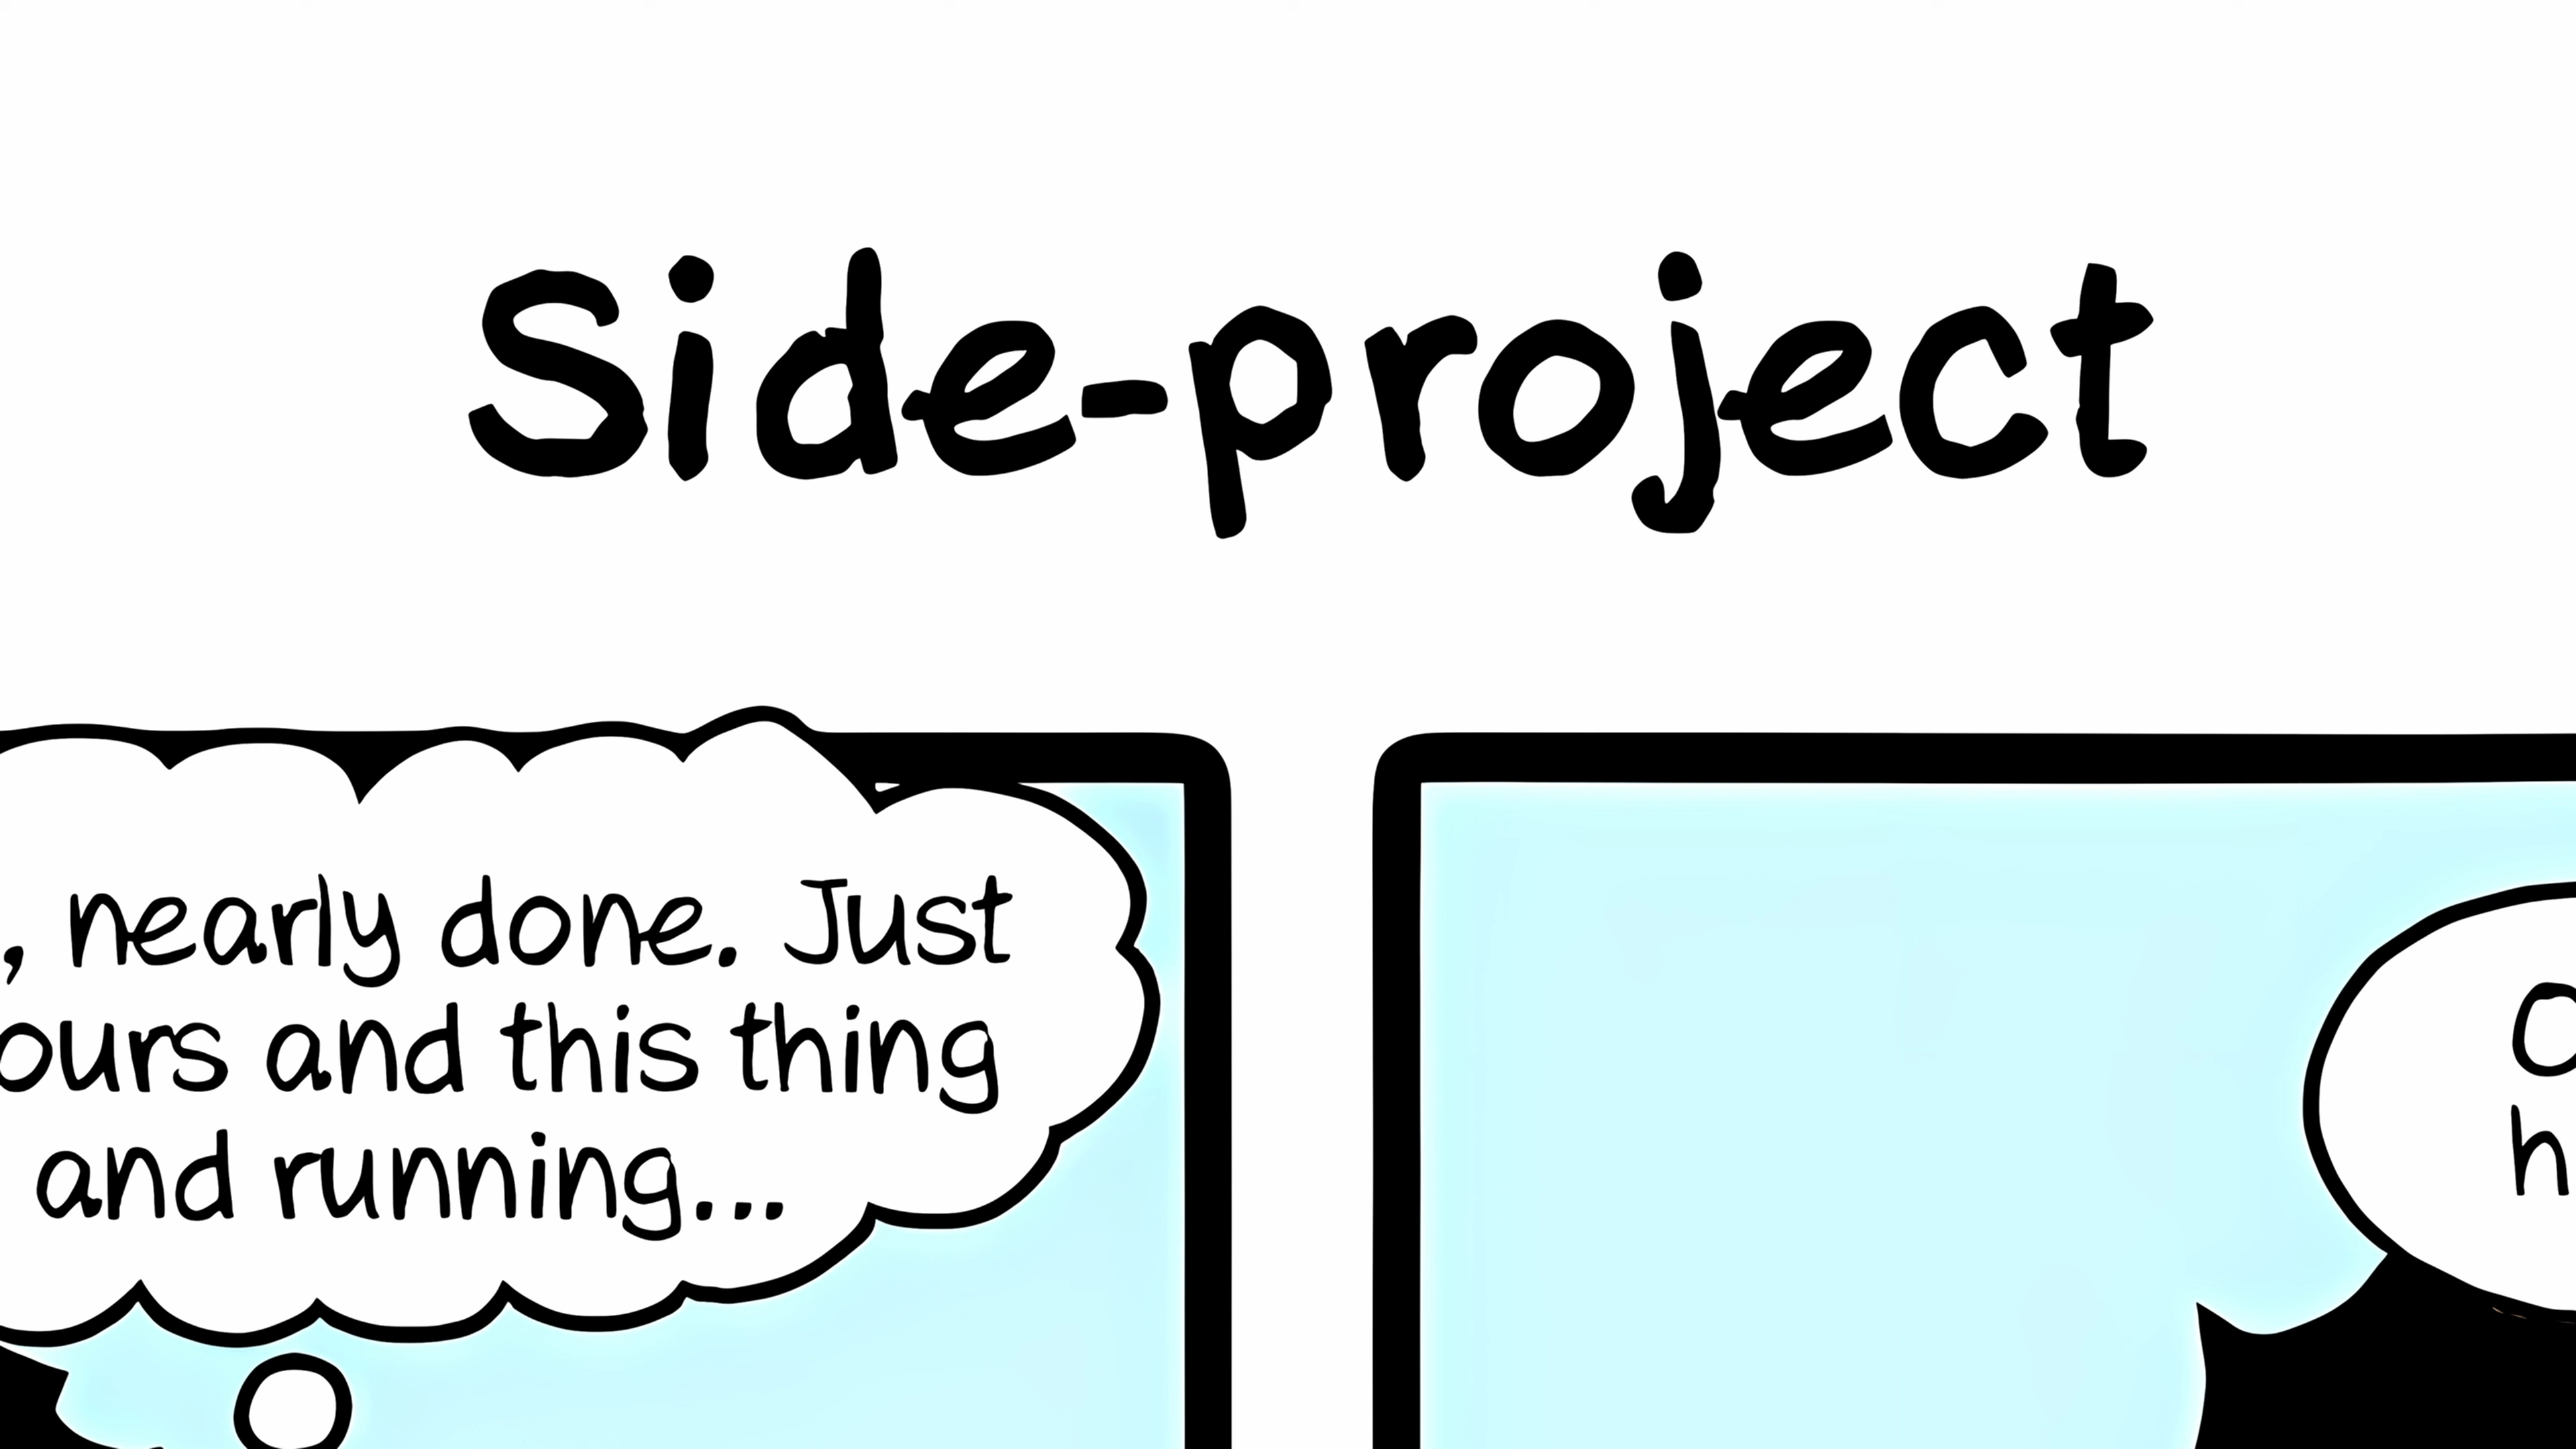 Side-project
, nearly done. Just
ours and this thing
and running...